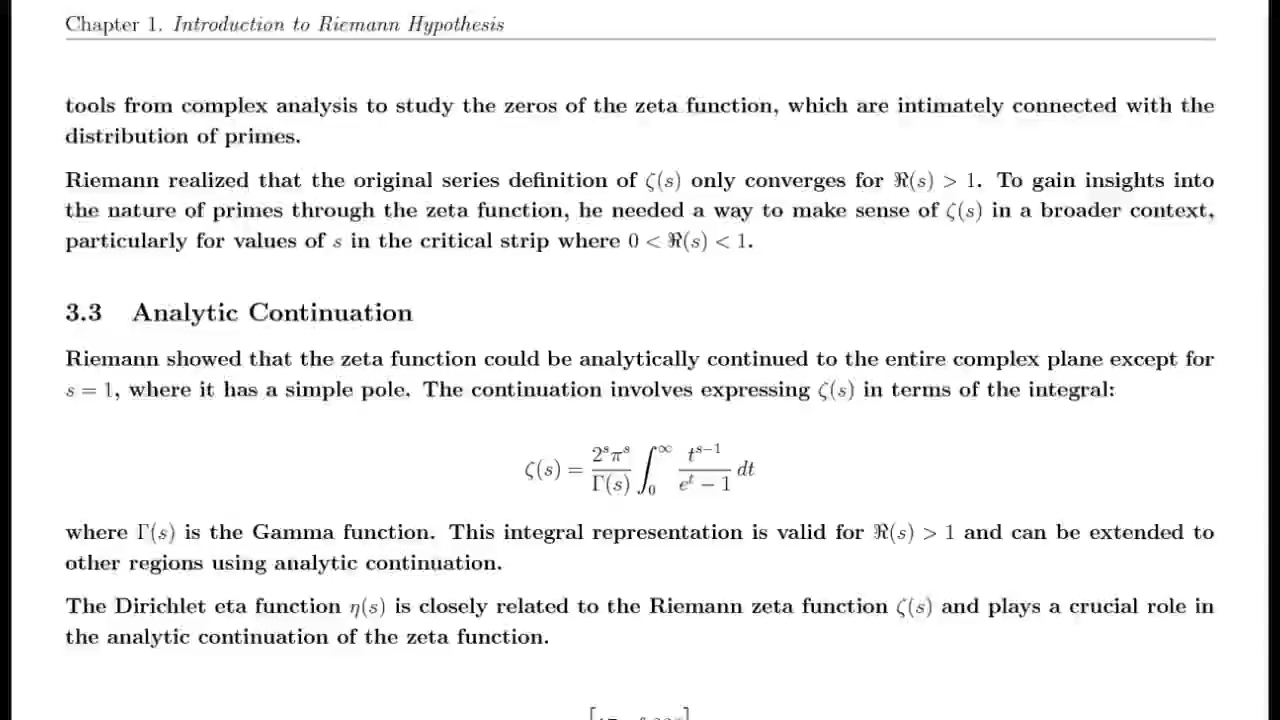 Chapter 1. Introduction to Riemann Hypothesis
tools from complex analysis to study the zeros of the zeta function, which are intimately connected with the
distribution of primes.
Riemann realized that the original series definition of ζ(s) only converges for ℜ(s) > 1. To gain insights into
the nature of primes through the zeta function, he needed a way to make sense of ζ(s) in a broader context,
particularly for values of s in the critical strip where 0 < ℜ(s) < 1.
3.3 Analytic Continuation
Riemann showed that the zeta function could be analytically continued to the entire complex plane except for
s = 1, where it has a simple pole. The continuation involves expressing ζ(s) in terms of the integral:
ζ(s) = \frac{2^s π^s}{Γ(s)} \int_0^∞ \frac{t^{s−1}}{e^t − 1} dt
where Γ(s) is the Gamma function. This integral representation is valid for ℜ(s) > 1 and can be extended to
other regions using analytic continuation.
The Dirichlet eta function η(s) is closely related to the Riemann zeta function ζ(s) and plays a crucial role in
the analytic continuation of the zeta function.